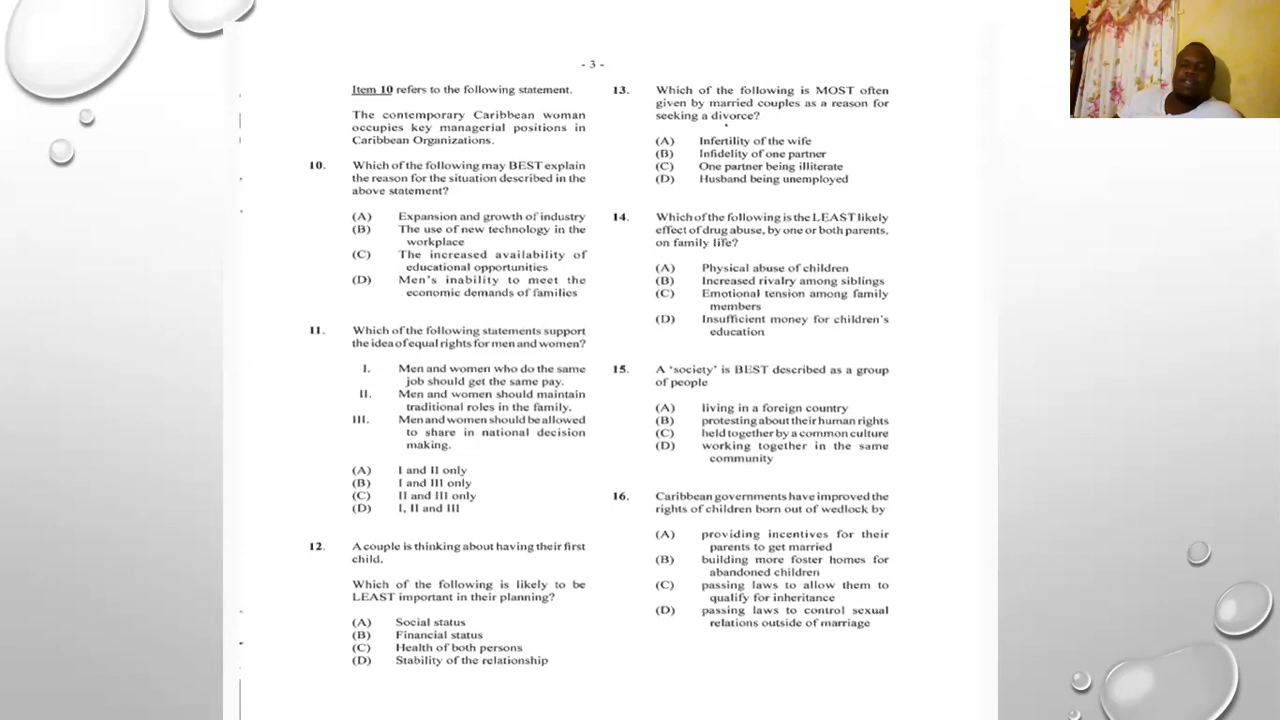 - 3 -
Item 10 refers to the following statement.
The contemporary Caribbean woman
occupies key managerial positions in
Caribbean Organizations.
10. Which of the following may BEST explain
the reason for the situation described in the
above statement?
(A) Expansion and growth of industry
(B) The use of new technology in the
workplace
(C) The increased availability of
educational opportunities
(D) Men's inability to meet the
economic demands of families
11. Which of the following statements support
the idea of equal rights for men and women?
I. Men and women who do the same
job should get the same pay.
II. Men and women should maintain
traditional roles in the family.
III. Men and women should be allowed
to share in national decision
making.
(A) I and II only
(B) I and III only
(C) II and III only
(D) I, II and III
12. A couple is thinking about having their first
child.
Which of the following is likely to be
LEAST important in their planning?
(A) Social status
(B) Financial status
(C) Health of both persons
(D) Stability of the relationship
13. Which of the following is MOST often
given by married couples as a reason for
seeking a divorce?
(A) Infertility of the wife
(B) Infidelity of one partner
(C) One partner being illiterate
(D) Husband being unemployed
14. Which of the following is the LEAST likely
effect of drug abuse, by one or both parents,
on family life?
(A) Physical abuse of children
(B) Increased rivalry among siblings
(C) Emotional tension among family
members
(D) Insufficient money for children's
education
15. A 'society' is BEST described as a group
of people
(A) living in a foreign country
(B) protesting about their human rights
(C) held together by a common culture
(D) working together in the same
community
16. Caribbean governments have improved the
rights of children born out of wedlock by
(A) providing incentives for their
parents to get married
(B) building more foster homes for
abandoned children
(C) passing laws to allow them to
qualify for inheritance
(D) passing laws to control sexual
relations outside of marriage